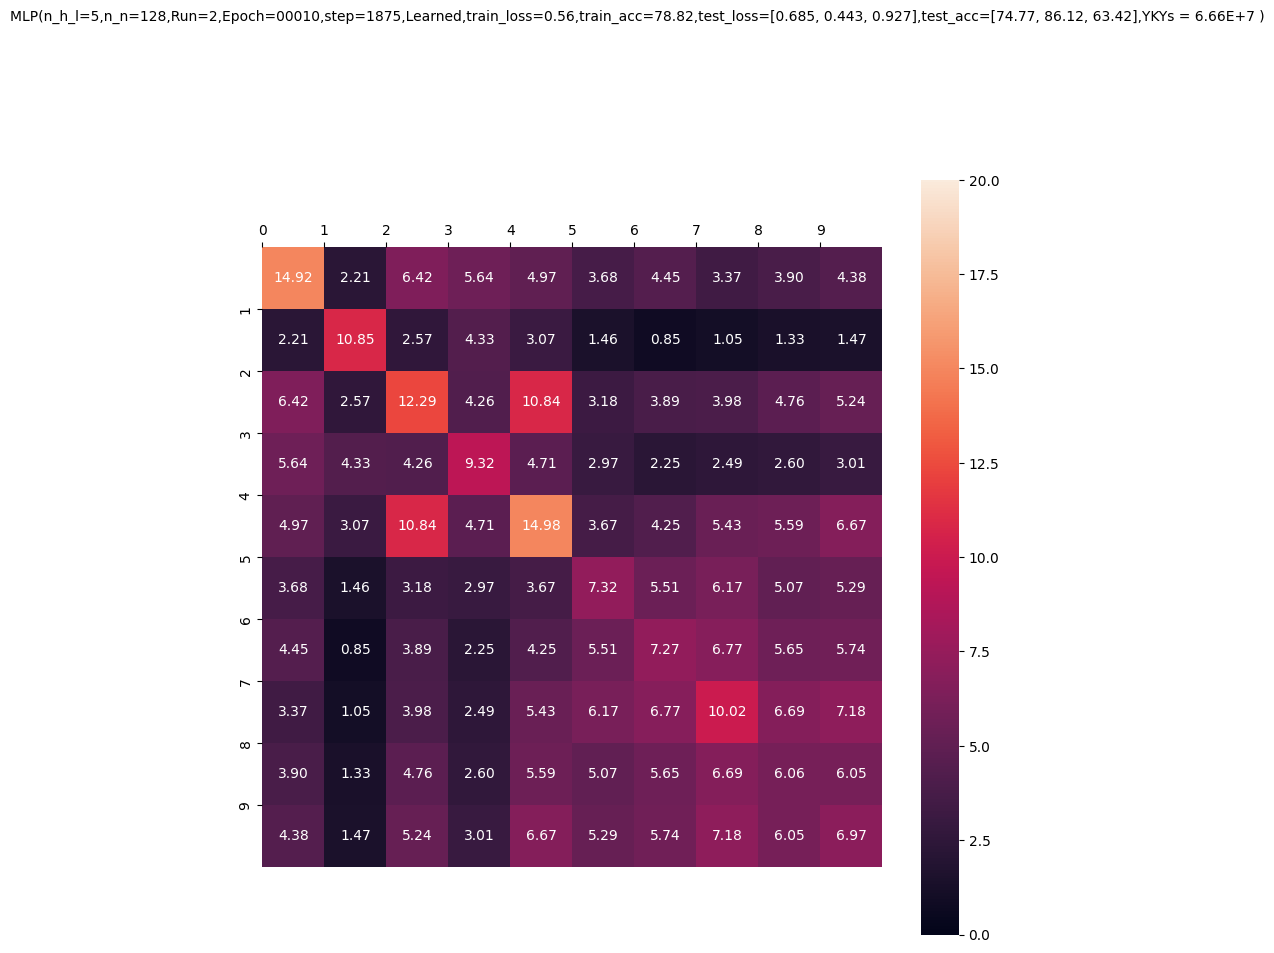 MLP(n_h_l=5,n_n=128,Run=2,Epoch=00010,step=1875,Learned,train_loss=0.56,train_acc=78.82,test_loss=[0.685, 0.443, 0.927],test_acc=[74.77, 86.12, 63.42],YKYs = 6.66E+7 )
0 1 2 3 4 5 6 7 8 9
14.92 2.21 6.42 5.64 4.97 3.68 4.45 3.37 3.90 4.38
1
2.21 10.85 2.57 4.33 3.07 1.46 0.85 1.05 1.33 1.47
2
6.42 2.57 12.29 4.26 10.84 3.18 3.89 3.98 4.76 5.24
3
5.64 4.33 4.26 9.32 4.71 2.97 2.25 2.49 2.60 3.01
4
4.97 3.07 10.84 4.71 14.98 3.67 4.25 5.43 5.59 6.67
5
3.68 1.46 3.18 2.97 3.67 7.32 5.51 6.17 5.07 5.29
6
4.45 0.85 3.89 2.25 4.25 5.51 7.27 6.77 5.65 5.74
7
3.37 1.05 3.98 2.49 5.43 6.17 6.77 10.02 6.69 7.18
8
3.90 1.33 4.76 2.60 5.59 5.07 5.65 6.69 6.06 6.05
9
4.38 1.47 5.24 3.01 6.67 5.29 5.74 7.18 6.05 6.97
20.0
17.5
15.0
12.5
10.0
7.5
5.0
2.5
0.0